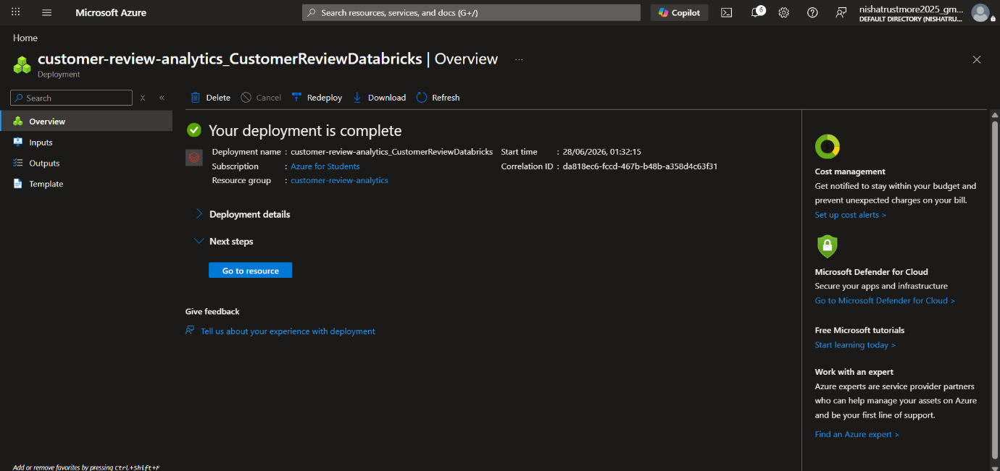 Microsoft Azure
Search resources, services, and docs (G+/)
Copilot
6
nishatrustmore2025_gm...
DEFAULT DIRECTORY (NISHATRU...
Home
customer-review-analytics_CustomerReviewDatabricks | Overview ...
Deployment
Search
Delete
Cancel
Redeploy
Download
Refresh
Overview
Inputs
Outputs
Template
Your deployment is complete
Deployment name : customer-review-analytics_CustomerReviewDatabricks
Subscription : Azure for Students
Resource group : customer-review-analytics
Start time : 28/06/2026, 01:32:15
Correlation ID : da818ec6-fccd-467b-b48b-a358d4c63f31
Deployment details
Next steps
Go to resource
Give feedback
Tell us about your experience with deployment
Cost management
Get notified to stay within your budget and
prevent unexpected charges on your bill.
Set up cost alerts >
Microsoft Defender for Cloud
Secure your apps and infrastructure
Go to Microsoft Defender for Cloud >
Free Microsoft tutorials
Start learning today >
Work with an expert
Azure experts are service provider partners
who can help manage your assets on Azure
and be your first line of support.
Find an Azure expert >
Add or remove favorites by pressing Ctrl+Shift+F